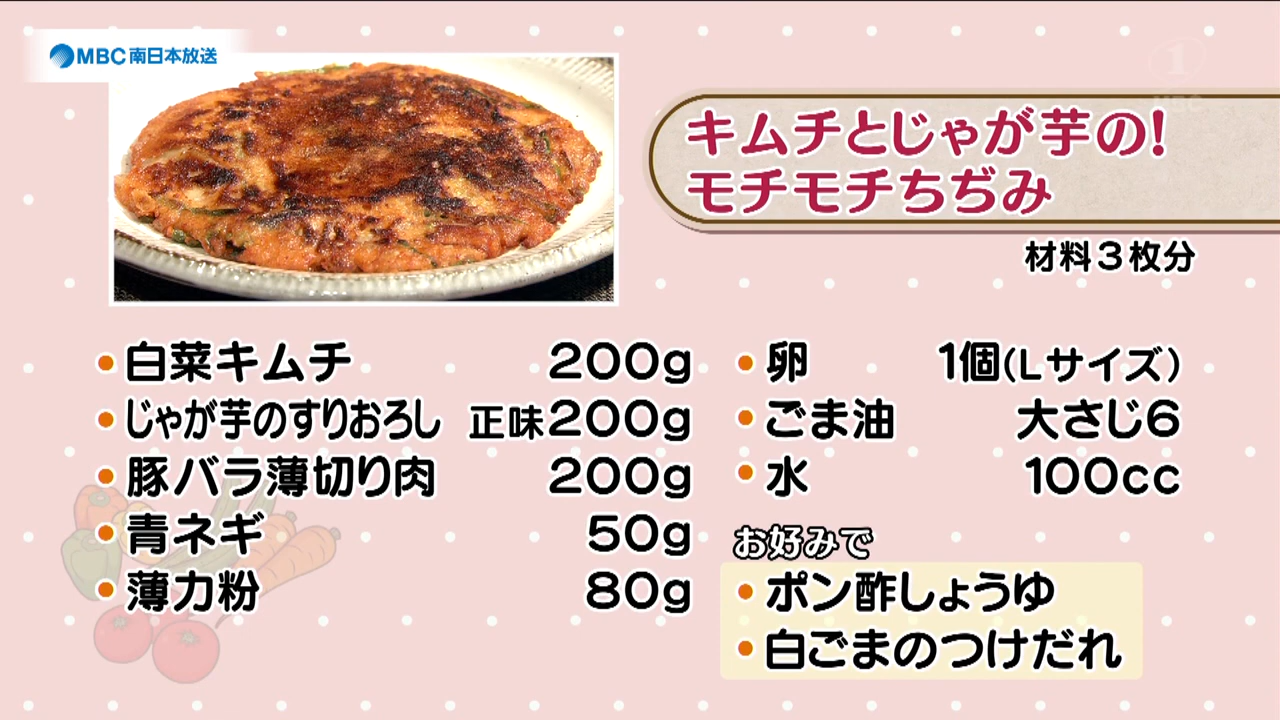 MBC南日本放送
1
MBC
キムチとじゃが芋の!
モチモチちぢみ
材料3枚分
・白菜キムチ 200g
・じゃが芋のすりおろし 正味200g
・豚バラ薄切り肉 200g
・青ネギ 50g
・薄力粉 80g
・卵 1個(Lサイズ)
・ごま油 大さじ6
・水 100cc
お好みで
・ポン酢しょうゆ
・白ごまのつけだれ